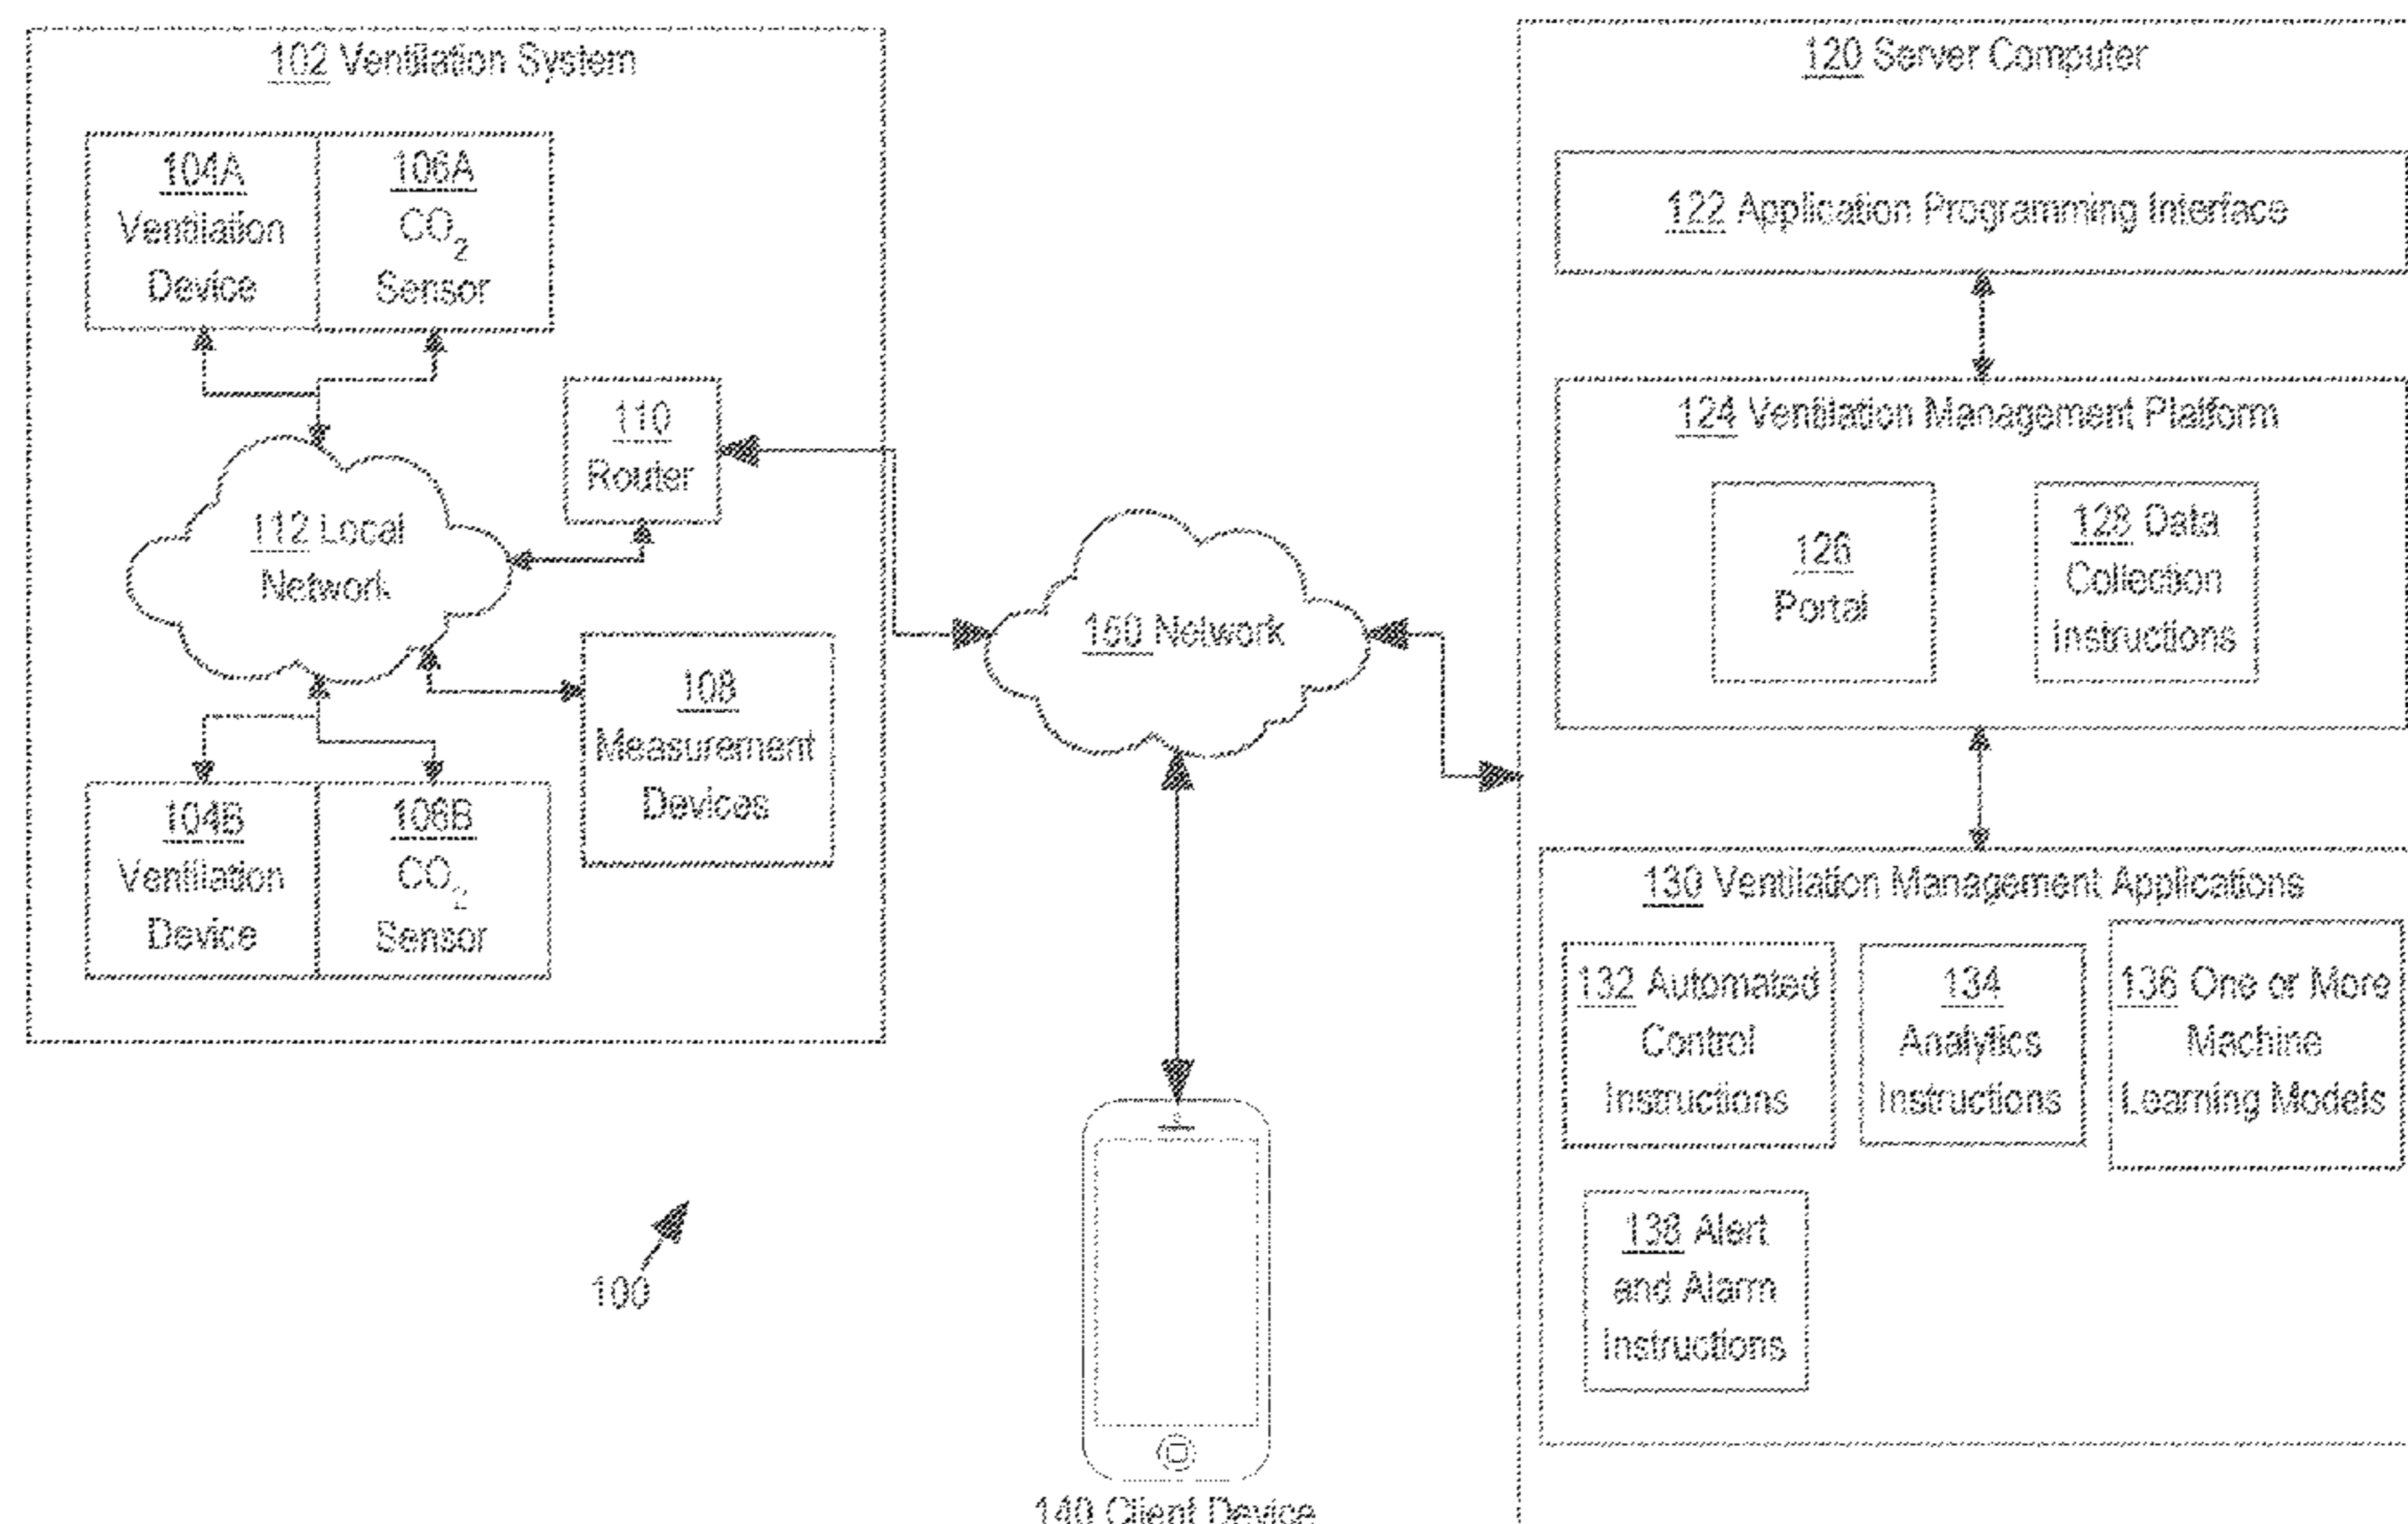 102 Ventilation System
104A
Ventilation
Device
106A
CO2
Sensor
110
Router
112 Local
Network
108
Measurement
Devices
104B
Ventilation
Device
106B
CO2
Sensor
100
150 Network
140 Client Device
120 Server Computer
122 Application Programming Interface
124 Ventilation Management Platform
126
Portal
128 Data
Collection
Instructions
130 Ventilation Management Applications
132 Automated
Control
Instructions
134
Analytics
Instructions
136 One or More
Machine
Learning Models
138 Alert
and Alarm
Instructions